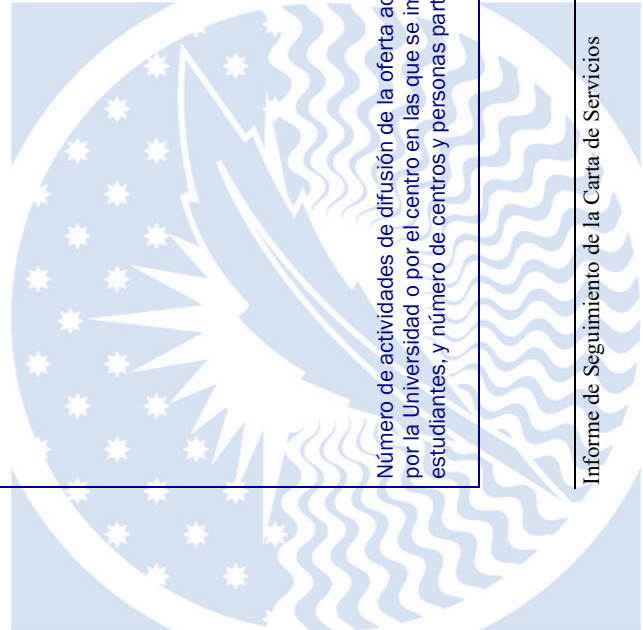 Número de actividades de difusión de la oferta
por la Universidad o por el centro en las que se
estudiantes, y número de centros y personas
Informe de Seguimiento de la Carta de Servicios